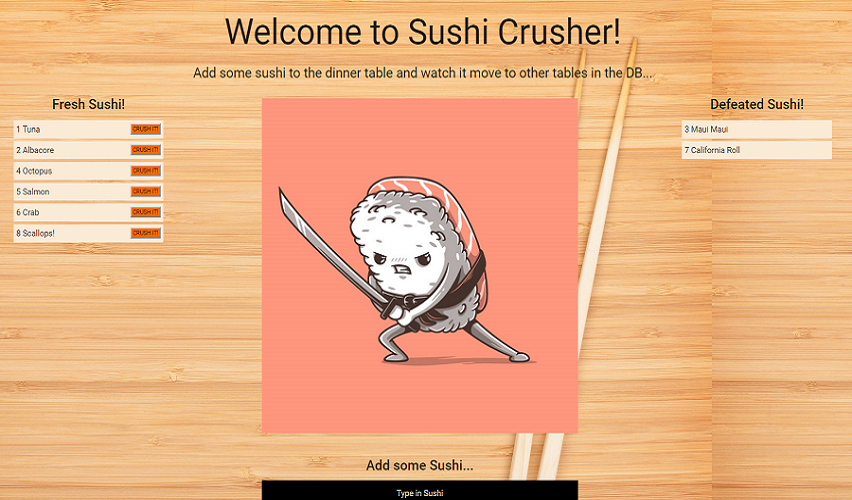 Welcome to Sushi Crusher!
Add some sushi to the dinner table and watch it move to other tables in the DB...
Fresh Sushi!
1 Tuna CRUSH IT!
2 Albacore CRUSH IT!
4 Octopus CRUSH IT!
5 Salmon CRUSH IT!
6 Crab CRUSH IT!
8 Scallops! CRUSH IT!
Defeated Sushi!
3 Maui Maui
7 California Roll
Add some Sushi...
Type in Sushi